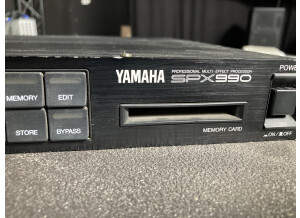 YAMAHA
PROFESSIONAL MULTI-EFFECT PROCESSOR
SPX990
MEMORY
EDIT
STORE
BYPASS
MEMORY CARD
POWE
ON / OFF